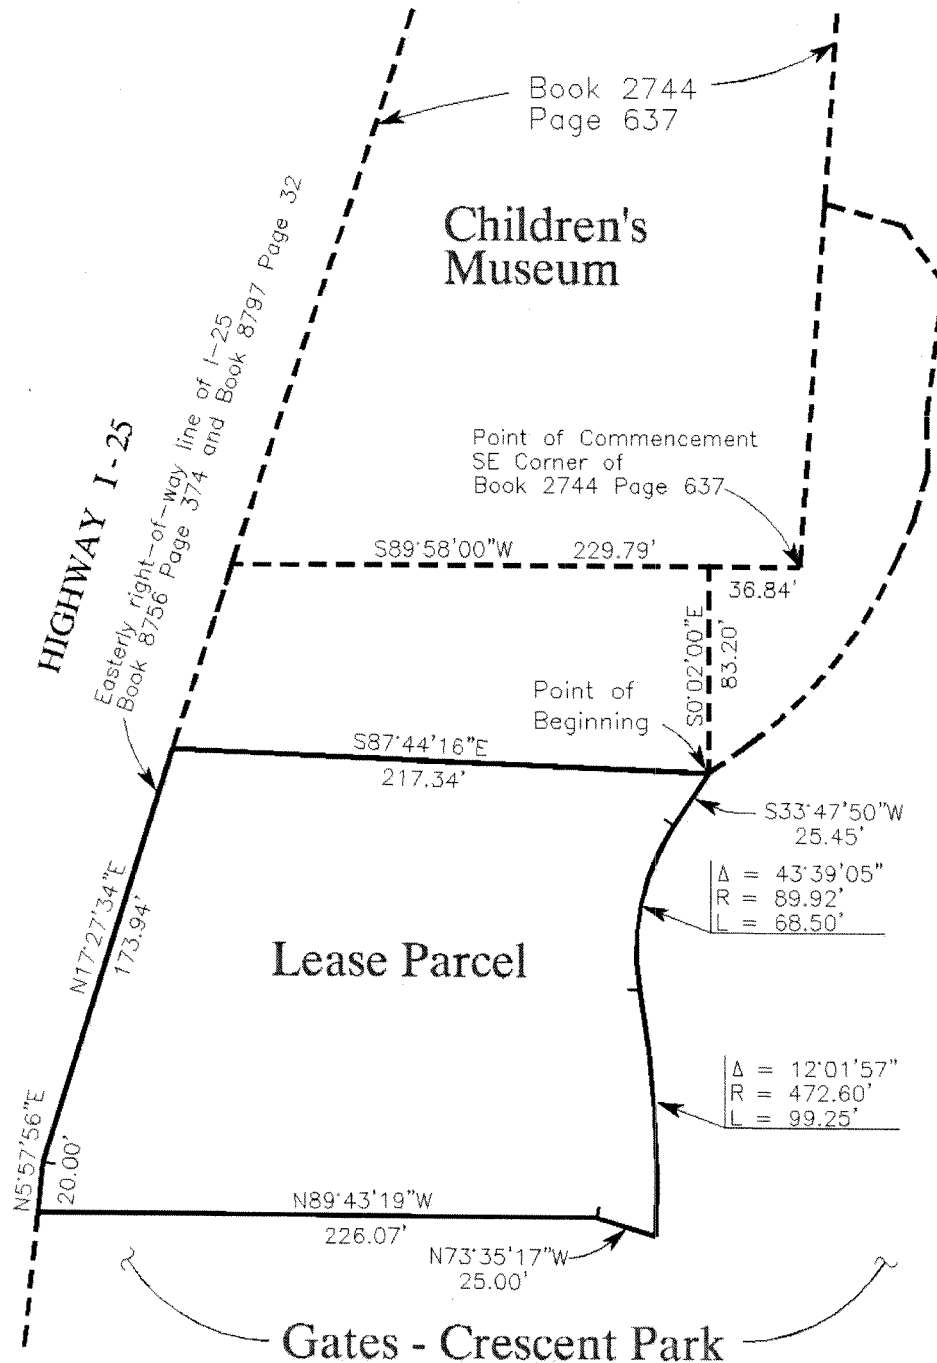 Book 2744
Page 637
Children's
Museum
Easterly right-of-way line of I-25
Book 8756 Page 374 and Book 8797 Page 32
HIGHWAY I-25
Point of Commencement
SE Corner of
Book 2744 Page 637
S89°58'00"W 229.79'
36.84'
S0°02'00"E
83.20'
Point of
Beginning
S87°44'16"E
217.34'
S33°47'50"W
25.45'
Δ = 43°39'05"
R = 89.92'
L = 68.50'
N17°27'34"E
173.94'
Lease Parcel
Δ = 12°01'57"
R = 472.60'
L = 99.25'
N5°57'56"E
20.00'
N89°43'19"W
226.07'
N73°35'17"W
25.00'
Gates - Crescent Park